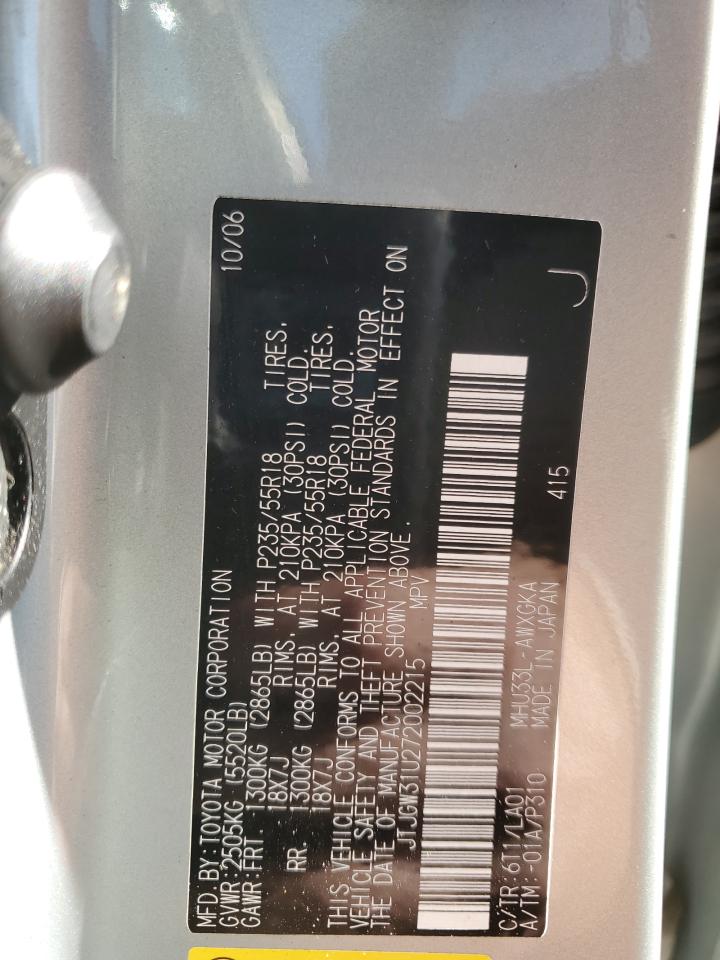 MFD. BY: TOYOTA MOTOR CORPORATION 10/06
GVWR: 2505KG (5520LB)
GAWR: FRT. 1300KG (2865LB) WITH P235/55R18 TIRES,
18X7J RIMS, AT 210KPA (30PSI) COLD.
RR. 1300KG (2865LB) WITH P235/55R18 TIRES,
18X7J RIMS, AT 210KPA (30PSI) COLD.
THIS VEHICLE CONFORMS TO ALL APPLICABLE FEDERAL MOTOR
VEHICLE SAFETY AND THEFT PREVENTION STANDARDS IN EFFECT ON
THE DATE OF MANUFACTURE SHOWN ABOVE.
JTJGW31U272002215 MPV
C/TR: 6T1/LA01 MHU33L-AWXGKA
A/TM: -01A/P310 MADE IN JAPAN
415
J